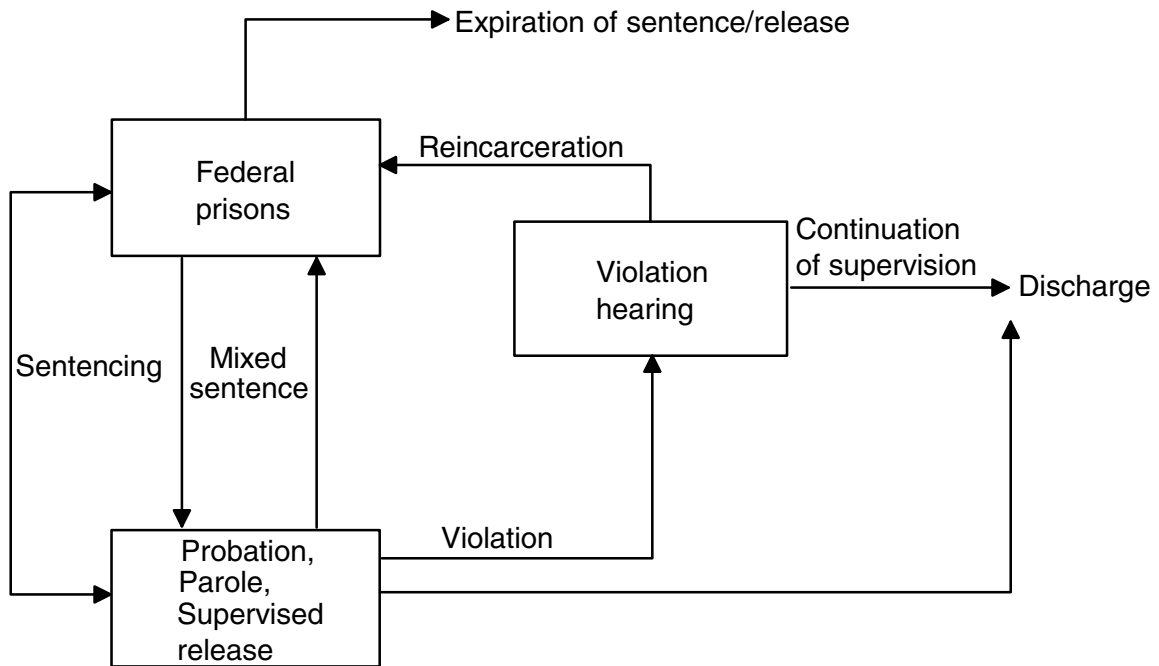 Expiration of sentence/release
Federal
prisons
Reincarceration
Violation
hearing
Continuation
of supervision
Discharge
Sentencing
Mixed
sentence
Probation,
Parole,
Supervised
release
Violation